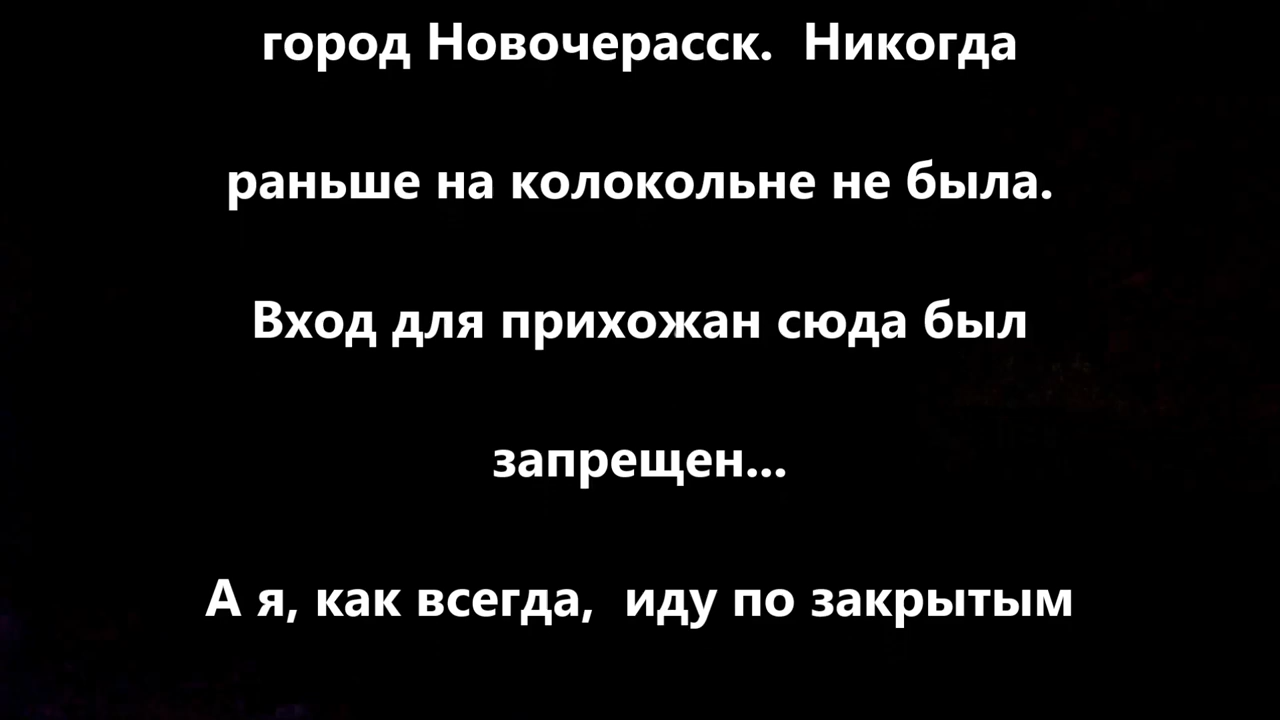 город Новочерасск.  Никогда
раньше на колокольне не была.
Вход для прихожан сюда был
запрещен...
А я, как всегда,  иду по закрытым